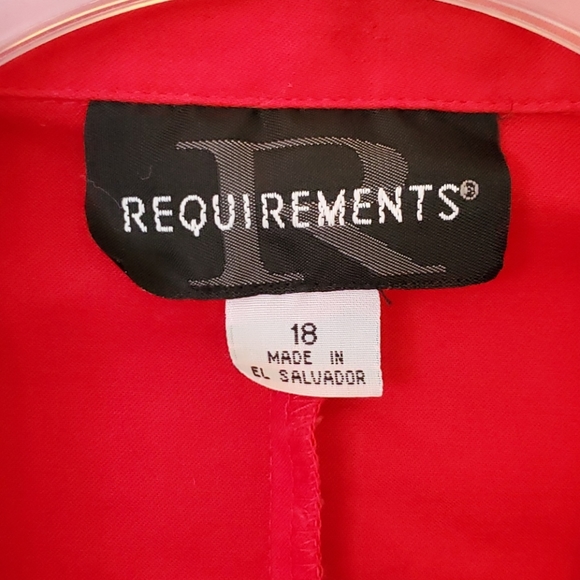 R
REQUIREMENTS®
18
MADE IN
EL SALVADOR